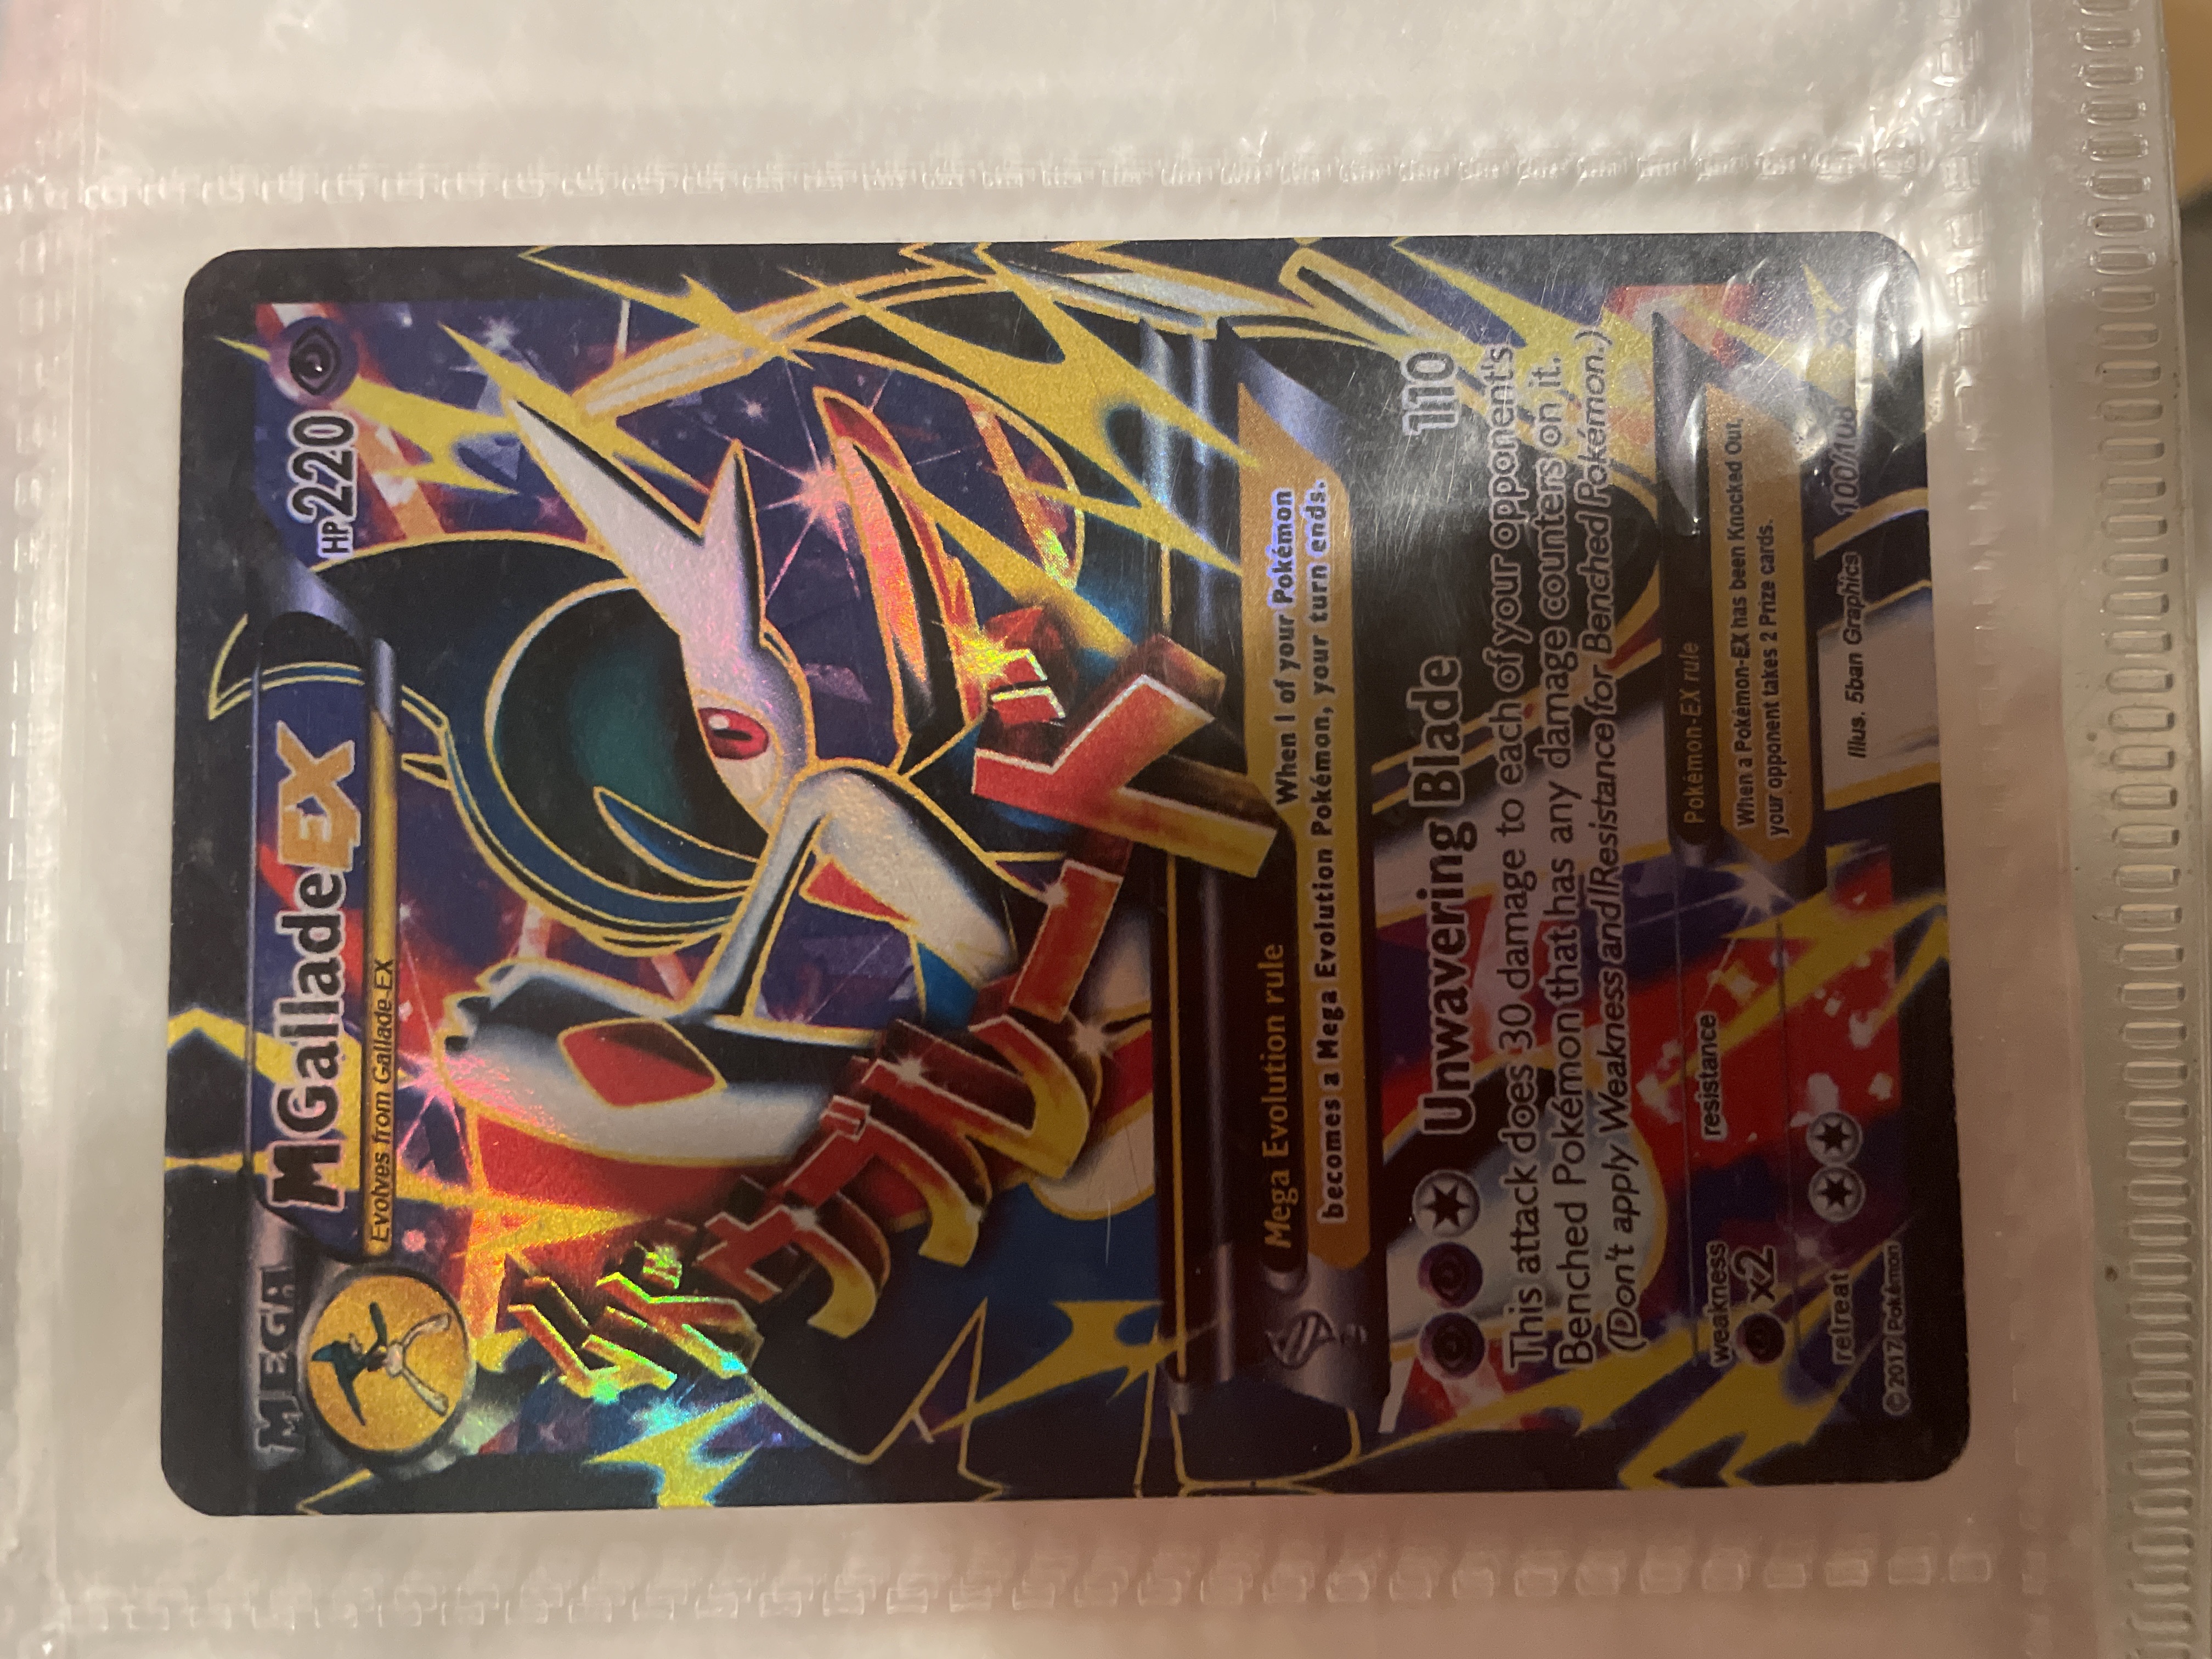 MEGA
MGalladeEX
HP220
Evolves from Gallade-EX
Mega Evolution rule
When 1 of your Pokémon
becomes a Mega Evolution Pokémon, your turn ends.
Unwavering Blade 110
This attack does 30 damage to each of your opponent's
Benched Pokémon that has any damage counters on it.
(Don't apply Weakness and Resistance for Benched Pokémon.)
weakness
×2
resistance
retreat
Pokémon-EX rule
When a Pokémon-EX has been Knocked Out,
your opponent takes 2 Prize cards.
©2017 Pokémon
Illus. 5ban Graphics
100/108